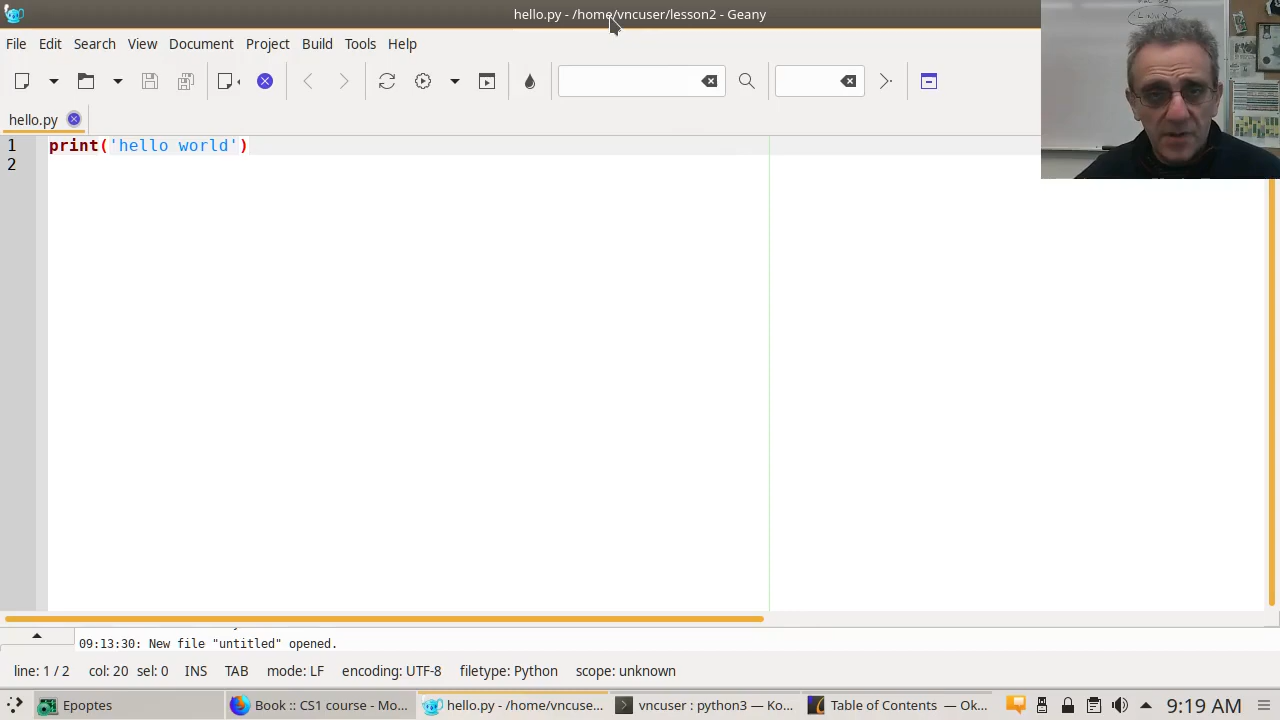 hello.py - /home/vncuser/lesson2 - Geany
File Edit Search View Document Project Build Tools Help
hello.py
1 print('hello world')
2
09:13:30: New file "untitled" opened.
line: 1 / 2 col: 20 sel: 0 INS TAB mode: LF encoding: UTF-8 filetype: Python scope: unknown
Epoptes Book :: CS1 course - Mo... hello.py - /home/vncuse... vncuser : python3 — Ko... Table of Contents — Ok... 9:19 AM